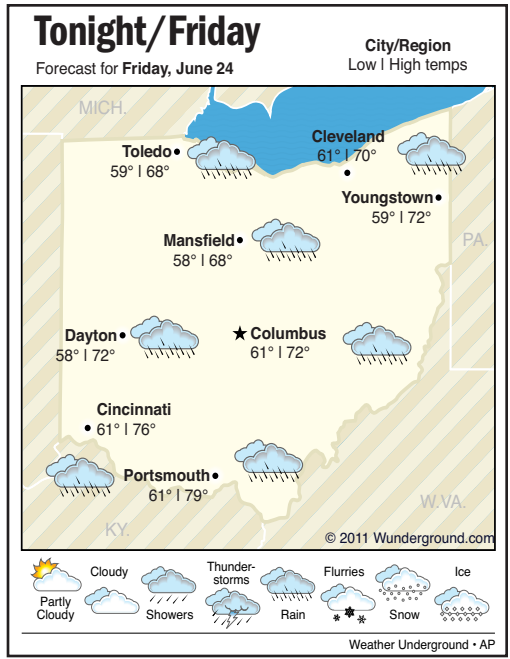 Tonight/Friday
Forecast for Friday, June 24
City/Region
Low | High temps
MICH.
Cleveland
61° | 70°
Toledo
59° | 68°
Youngstown
59° | 72°
Mansfield
58° | 68°
PA.
Dayton
58° | 72°
Columbus
61° | 72°
Cincinnati
61° | 76°
Portsmouth
61° | 79°
W.VA.
KY.
© 2011 Wunderground.com
Partly
Cloudy
Cloudy
Showers
Thunder-
storms
Rain
Flurries
Snow
Ice
Weather Underground • AP